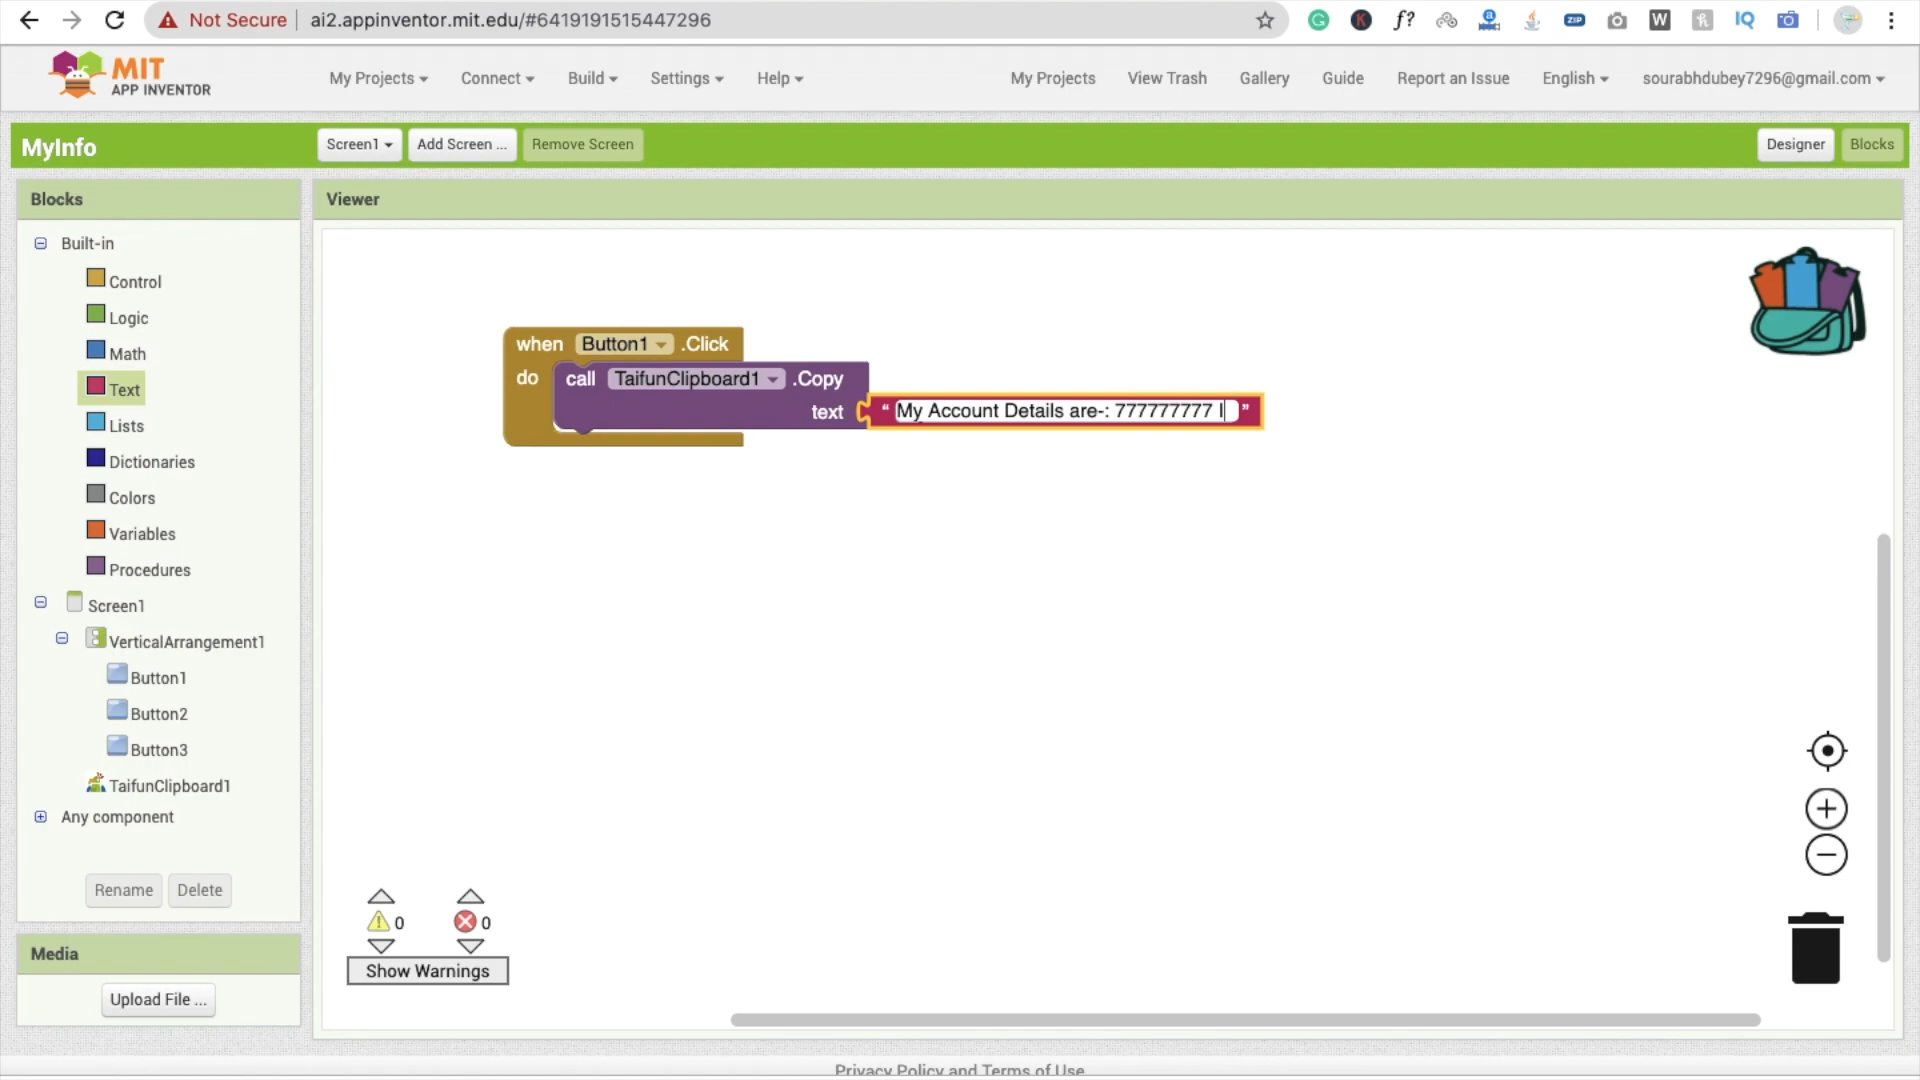 Not Secure
ai2.appinventor.mit.edu/#6419191515447296
MIT
APP INVENTOR
My Projects
Connect
Build
Settings
Help
My Projects
View Trash
Gallery
Guide
Report an Issue
English
sourabhdubey7296@gmail.com
MyInfo
Screen1
Add Screen ...
Remove Screen
Designer
Blocks
Blocks
Viewer
Built-in
Control
Logic
Math
Text
Lists
Dictionaries
Colors
Variables
Procedures
Screen1
VerticalArrangement1
Button1
Button2
Button3
TaifunClipboard1
Any component
Rename
Delete
Media
Upload File ...
when Button1 .Click
do call TaifunClipboard1 .Copy
text “ My Account Details are-: 777777777 I ”
0
0
Show Warnings
f?
ZIP
W
IQ
K
a
G
Privacy Policy and Terms of Use